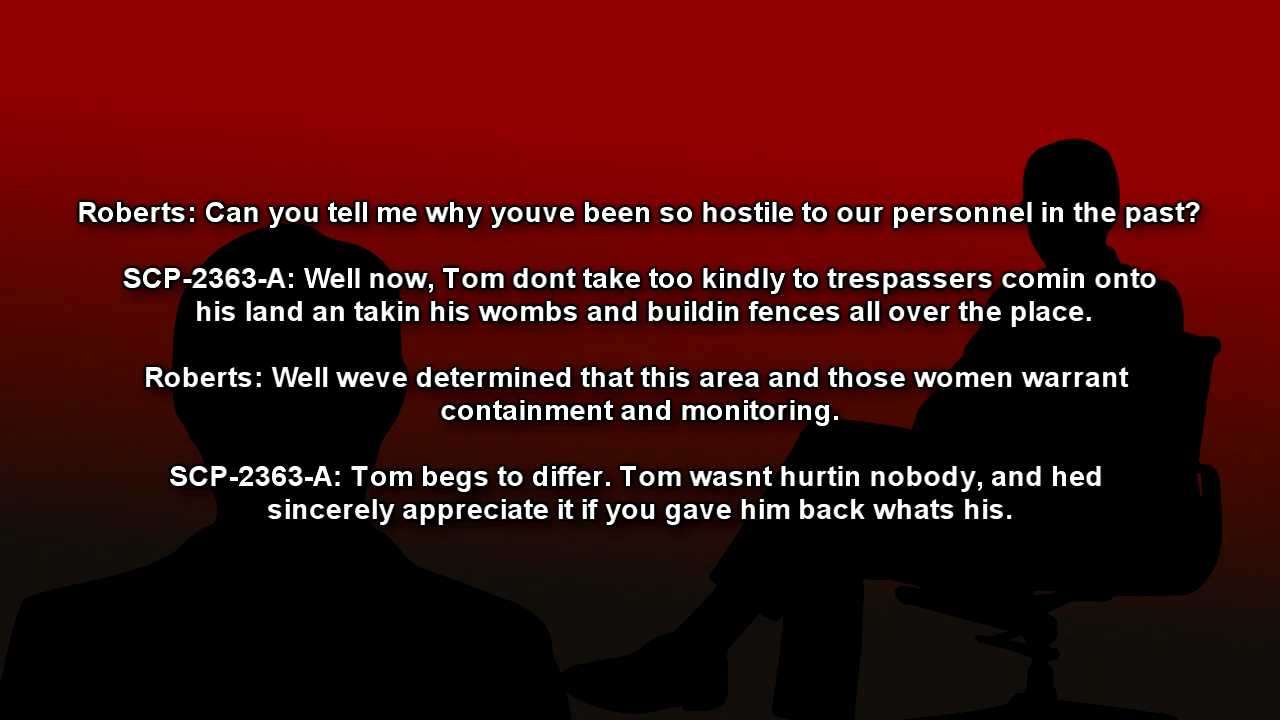 Roberts: Can you tell me why youve been so hostile to our personnel in the past?
SCP-2363-A: Well now, Tom dont take too kindly to trespassers comin onto
his land an takin his wombs and buildin fences all over the place.
Roberts: Well weve determined that this area and those women warrant
containment and monitoring.
SCP-2363-A: Tom begs to differ. Tom wasnt hurtin nobody, and hed
sincerely appreciate it if you gave him back whats his.